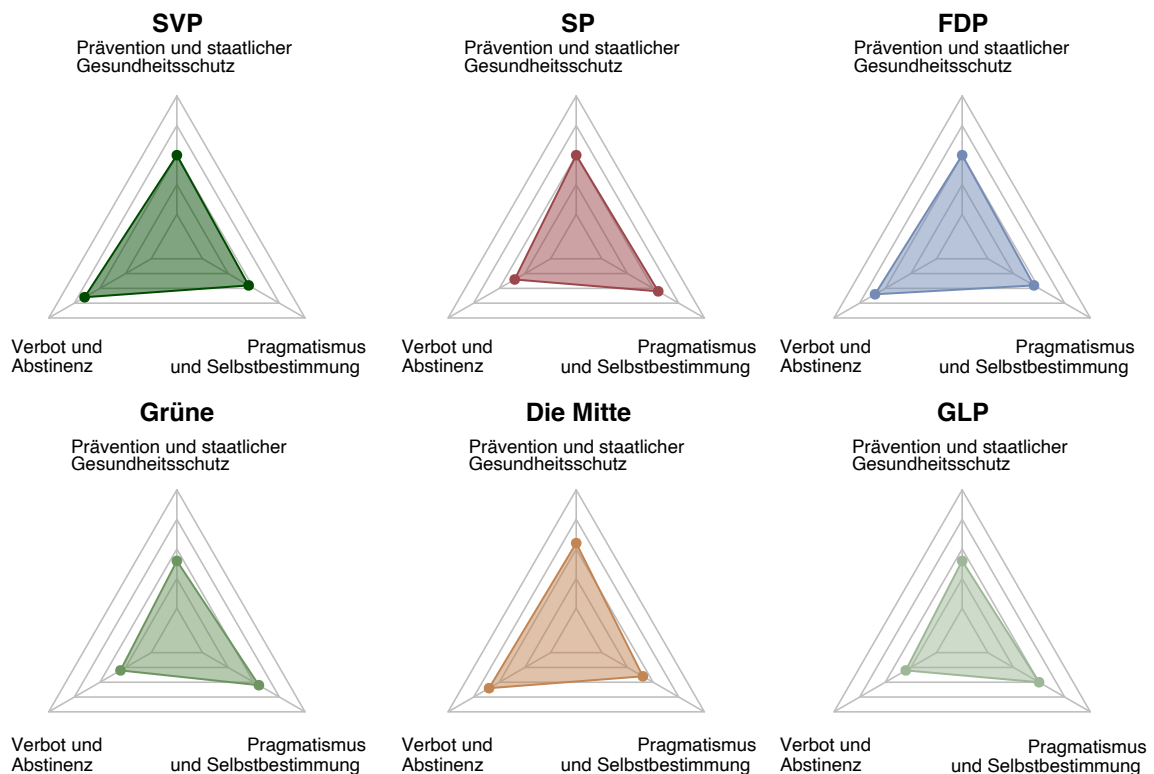 SVP
Prävention und staatlicher
Gesundheitsschutz
Verbot und
Abstinenz
Pragmatismus
und Selbstbestimmung
SP
Prävention und staatlicher
Gesundheitsschutz
Verbot und
Abstinenz
Pragmatismus
und Selbstbestimmung
FDP
Prävention und staatlicher
Gesundheitsschutz
Verbot und
Abstinenz
Pragmatismus
und Selbstbestimmung
Grüne
Prävention und staatlicher
Gesundheitsschutz
Verbot und
Abstinenz
Pragmatismus
und Selbstbestimmung
Die Mitte
Prävention und staatlicher
Gesundheitsschutz
Verbot und
Abstinenz
Pragmatismus
und Selbstbestimmung
GLP
Prävention und staatlicher
Gesundheitsschutz
Verbot und
Abstinenz
Pragmatismus
und Selbstbestimmung